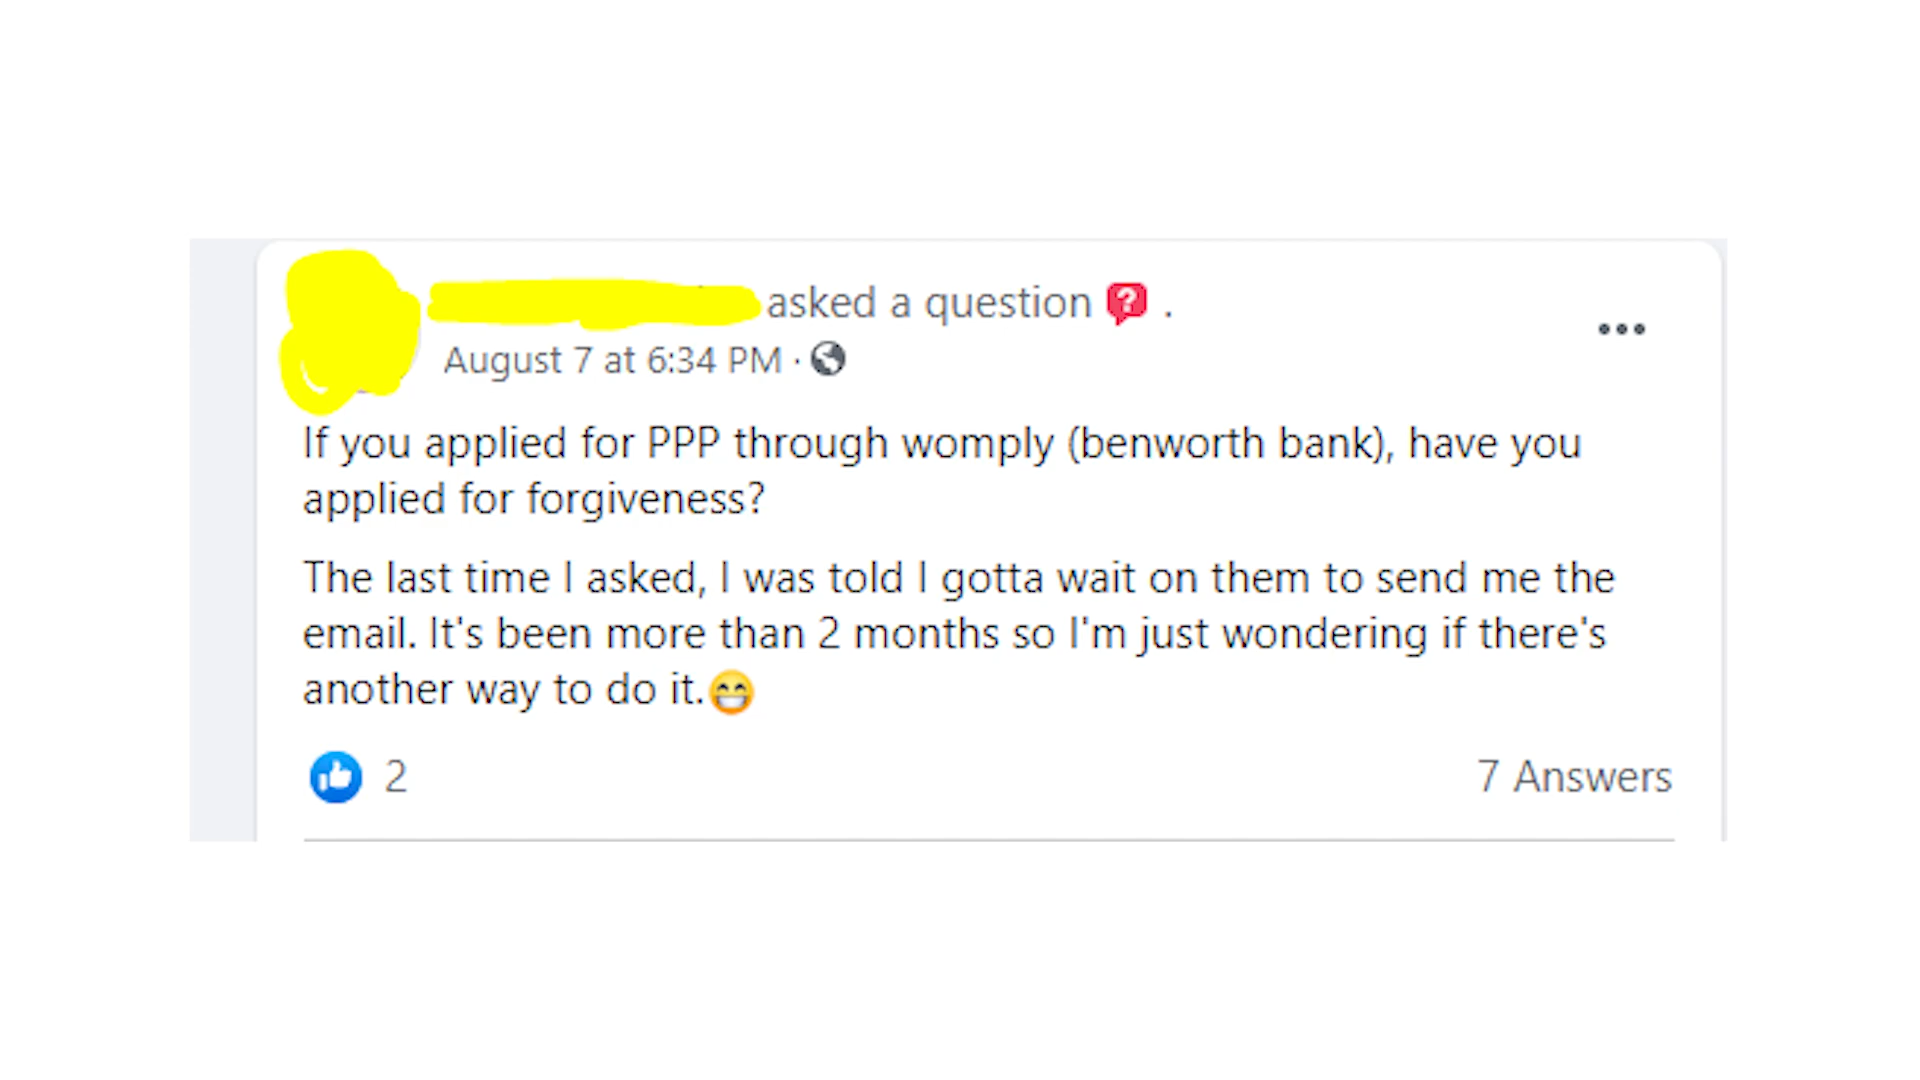 asked a question .
August 7 at 6:34 PM ·
If you applied for PPP through womply (benworth bank), have you
applied for forgiveness?
The last time I asked, I was told I gotta wait on them to send me the
email. It's been more than 2 months so I'm just wondering if there's
another way to do it.😁
2
7 Answers